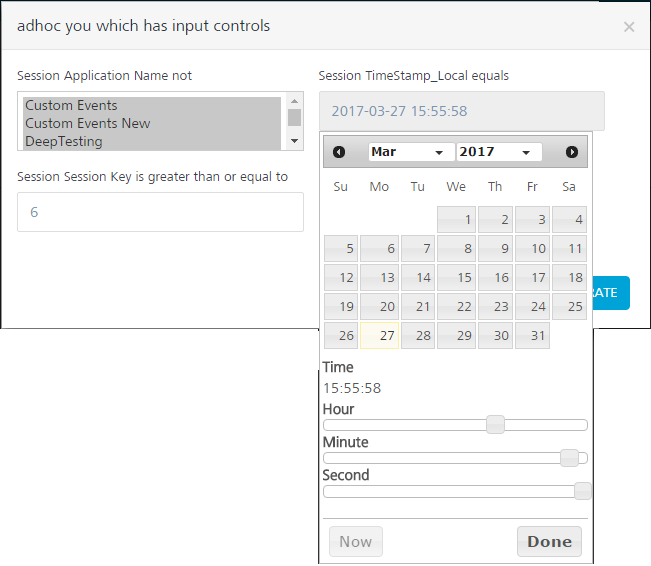 adhoc you which has input controls
×
Session Application Name not
Custom Events
Custom Events New
DeepTesting
Session Session Key is greater than or equal to
6
Session TimeStamp_Local equals
2017-03-27 15:55:58
Mar 2017
Su Mo Tu We Th Fr Sa
1 2 3 4
5 6 7 8 9 10 11
12 13 14 15 16 17 18
19 20 21 22 23 24 25
26 27 28 29 30 31
RATE
Time
15:55:58
Hour
Minute
Second
Now Done